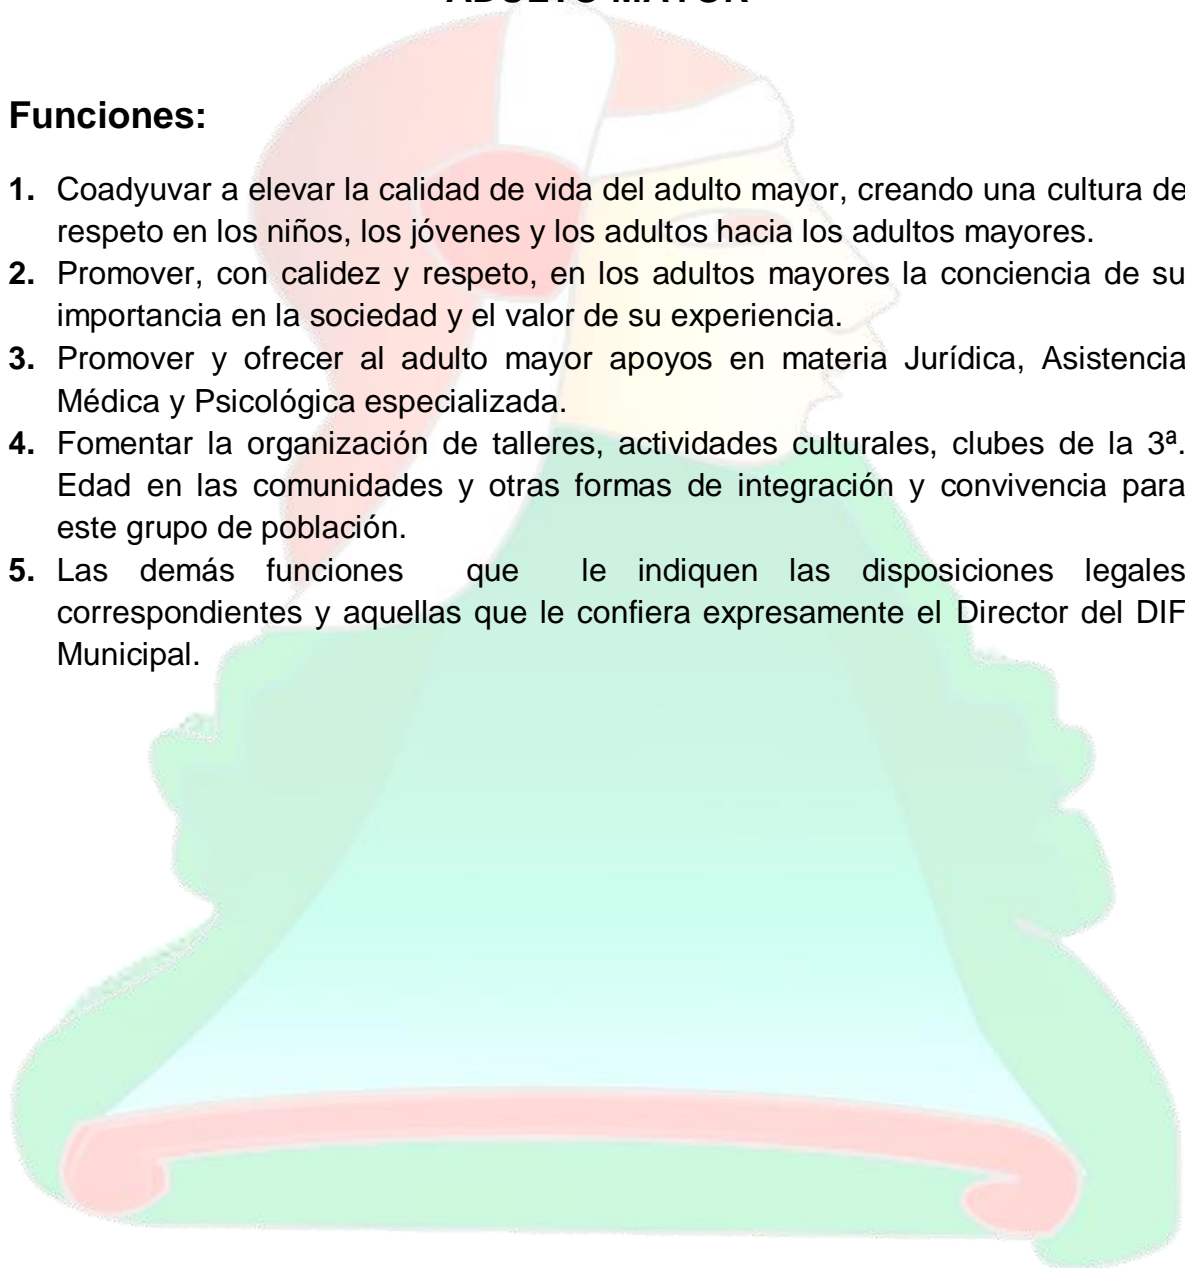 ADULTO MAYOR
Funciones:
1. Coadyuvar a elevar la calidad de vida del adulto mayor, creando una cultura de
respeto en los niños, los jóvenes y los adultos hacia los adultos mayores.
2. Promover, con calidez y respeto, en los adultos mayores la conciencia de su
importancia en la sociedad y el valor de su experiencia.
3. Promover y ofrecer al adulto mayor apoyos en materia Jurídica, Asistencia
Médica y Psicológica especializada.
4. Fomentar la organización de talleres, actividades culturales, clubes de la 3ª.
Edad en las comunidades y otras formas de integración y convivencia para
este grupo de población.
5. Las demás funciones que le indiquen las disposiciones legales
correspondientes y aquellas que le confiera expresamente el Director del DIF
Municipal.